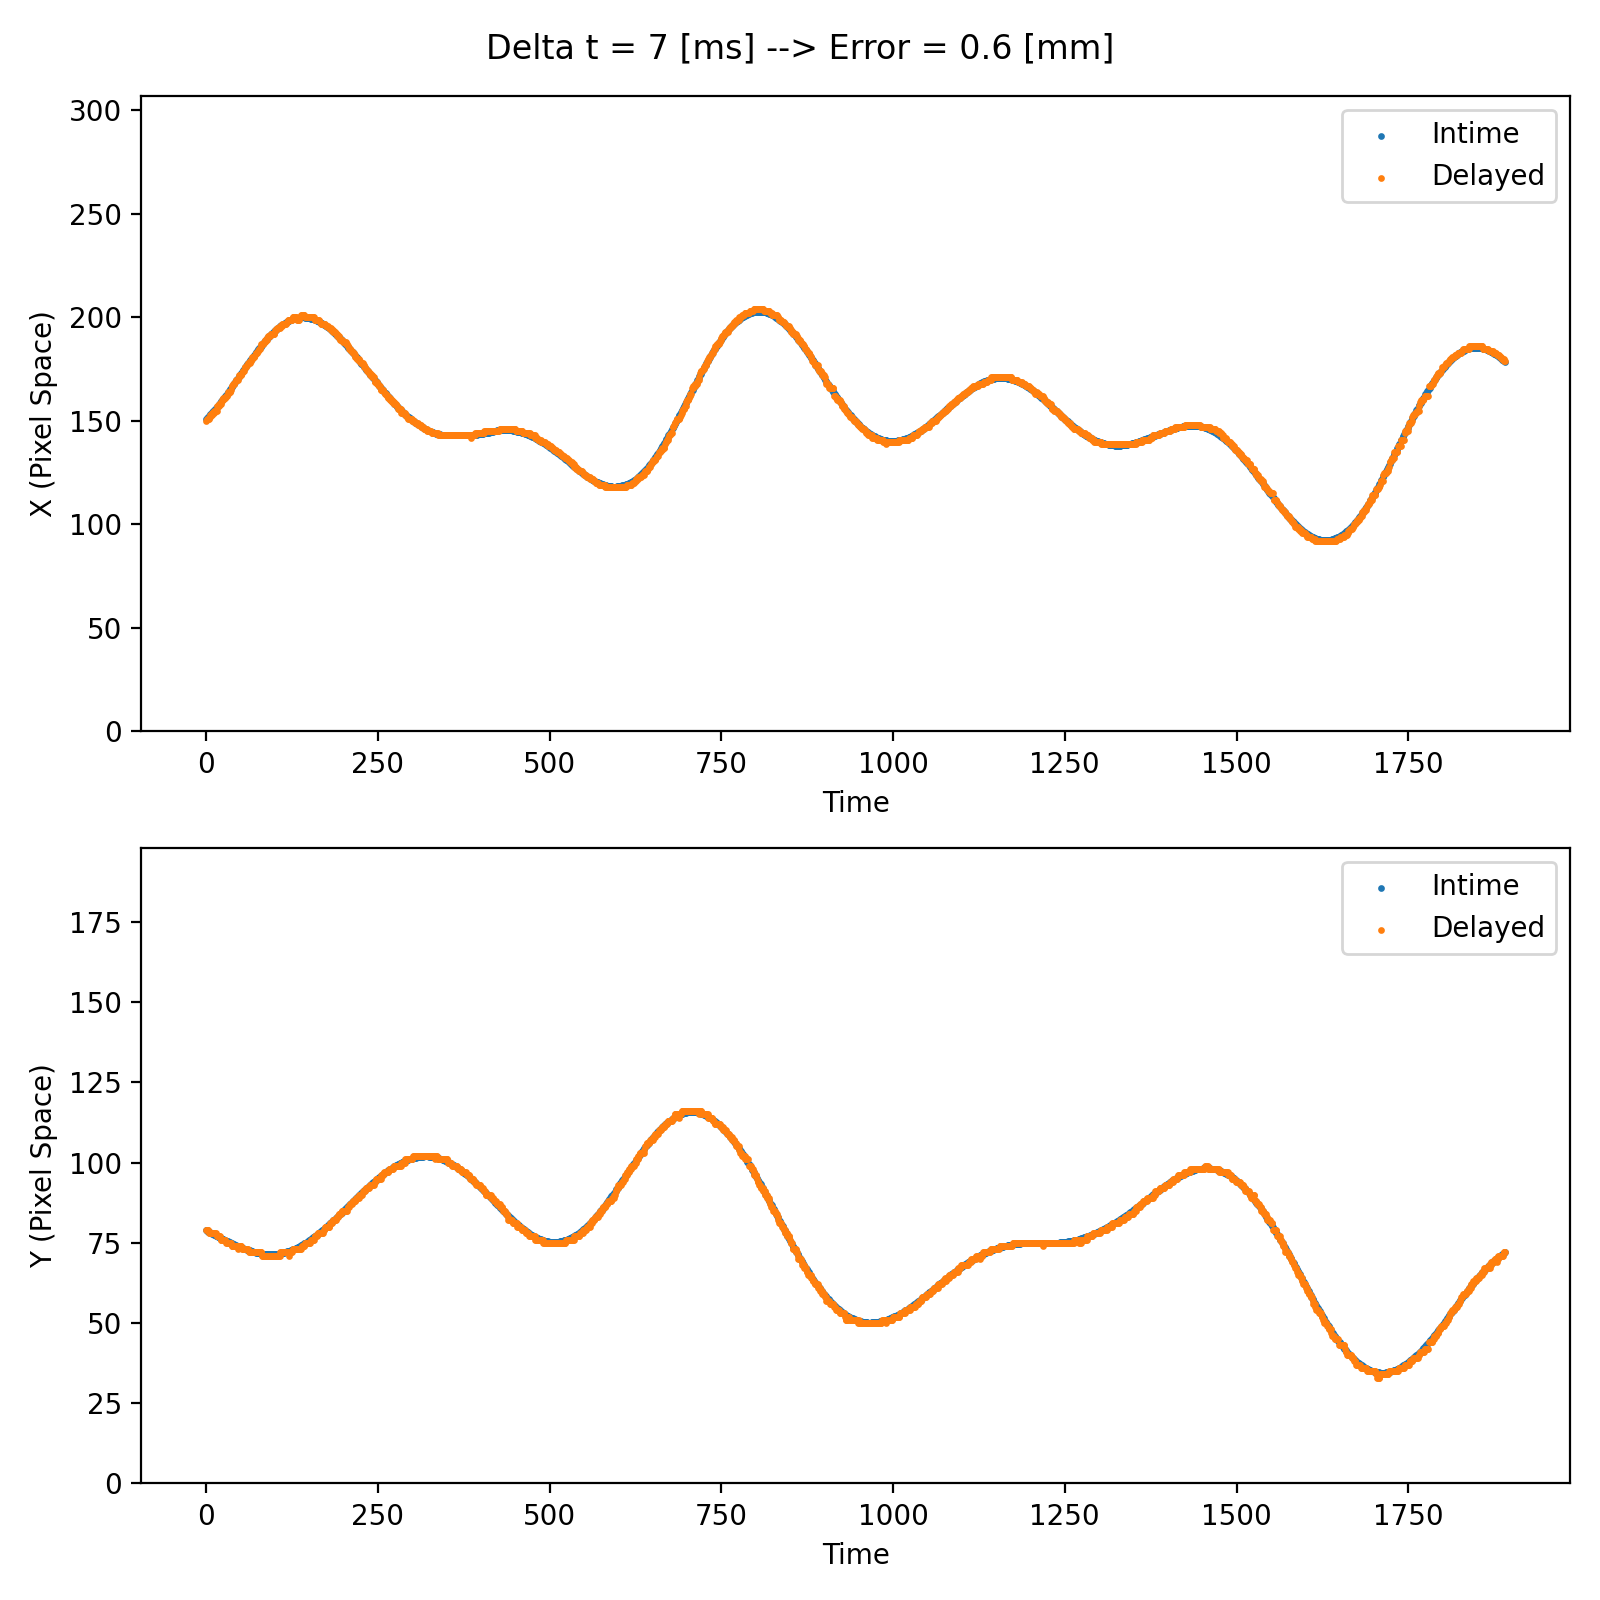 Delta t = 7 [ms] --> Error = 0.6 [mm]
300
250
200
150
100
50
0
X (Pixel Space)
Intime
Delayed
0 250 500 750 1000 1250 1500 1750
Time
175
150
125
100
75
50
25
0
Y (Pixel Space)
Intime
Delayed
0 250 500 750 1000 1250 1500 1750
Time